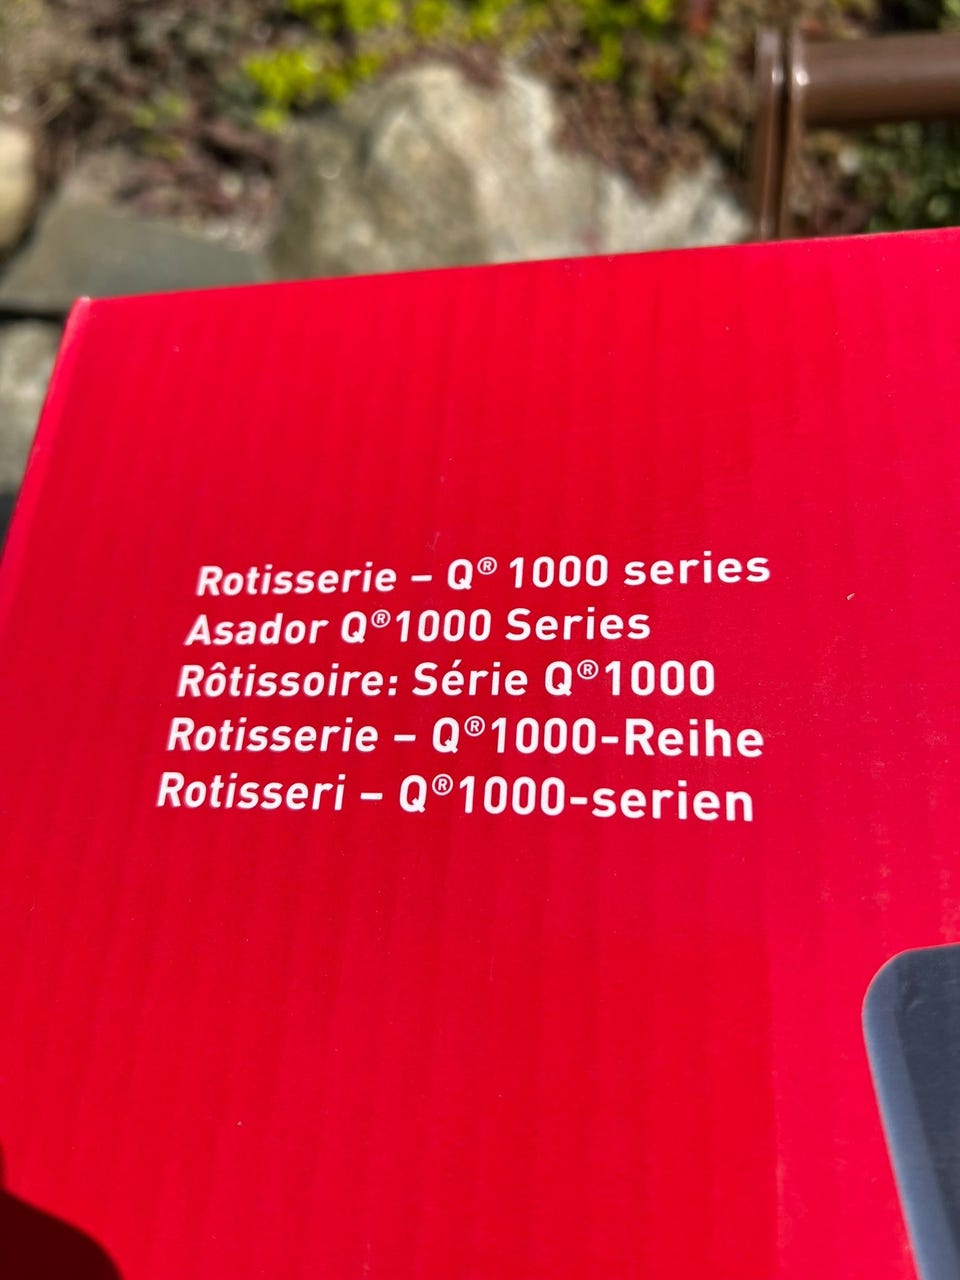 Rotisserie – Q® 1000 series
Asador Q®1000 Series
Rôtissoire: Série Q®1000
Rotisserie – Q®1000-Reihe
Rotisseri – Q®1000-serien